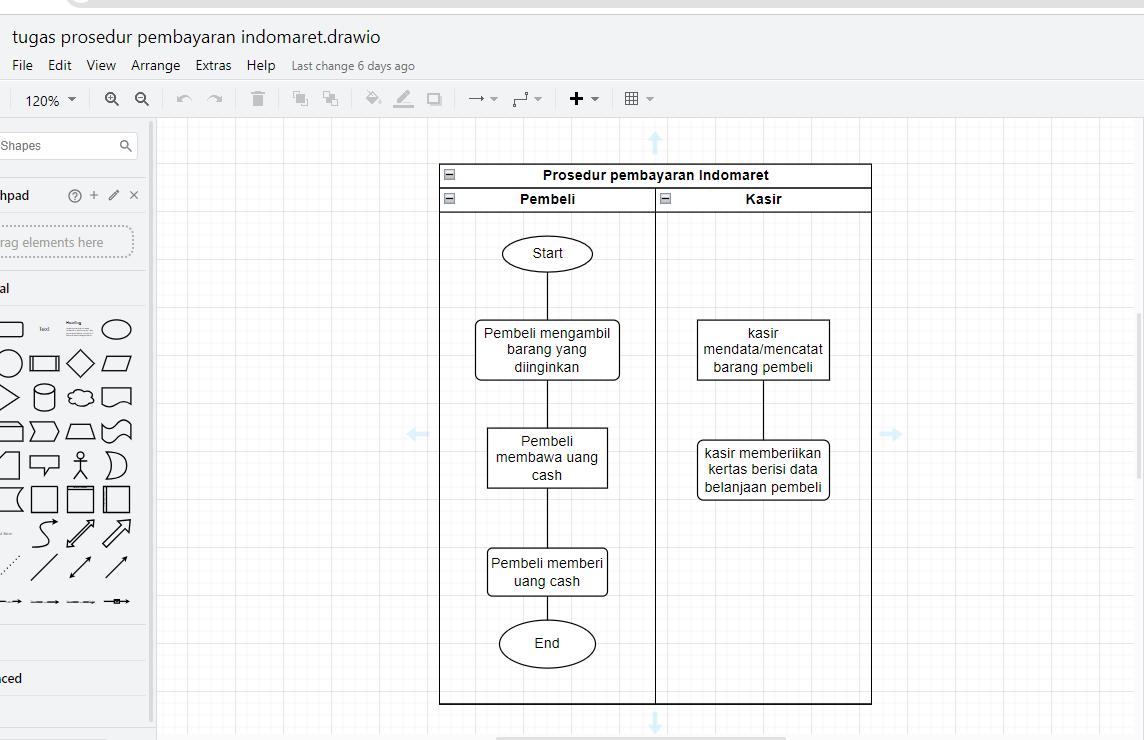 tugas prosedur pembayaran indomaret.drawio
File Edit View Arrange Extras Help Last change 6 days ago
120%
Shapes
hpad
rag elements here
al
Text
Heading
ced
Prosedur pembayaran Indomaret
Pembeli
Kasir
Start
Pembeli mengambil
barang yang
diinginkan
Pembeli
membawa uang
cash
Pembeli memberi
uang cash
End
kasir
mendata/mencatat
barang pembeli
kasir memberiikan
kertas berisi data
belanjaan pembeli